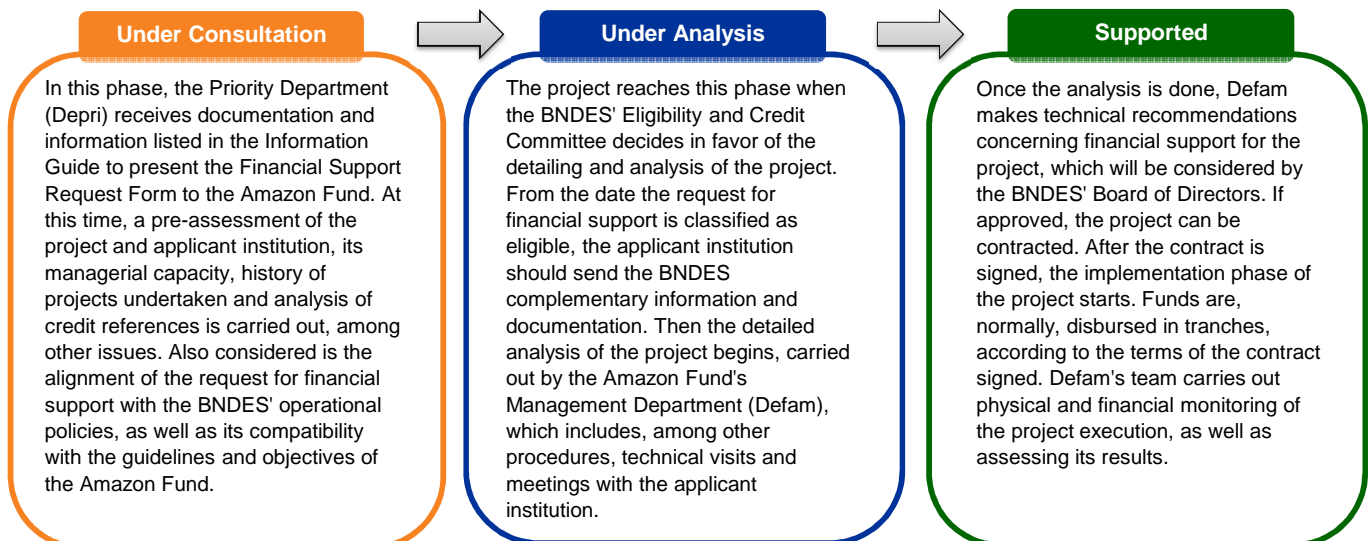 Under Consultation
In this phase, the Priority Department
(Depri) receives documentation and
information listed in the Information
Guide to present the Financial Support
Request Form to the Amazon Fund. At
this time, a pre-assessment of the
project and applicant institution, its
managerial capacity, history of
projects undertaken and analysis of
credit references is carried out, among
other issues. Also considered is the
alignment of the request for financial
support with the BNDES' operational
policies, as well as its compatibility
with the guidelines and objectives of
the Amazon Fund.
Under Analysis
The project reaches this phase when
the BNDES' Eligibility and Credit
Committee decides in favor of the
detailing and analysis of the project.
From the date the request for
financial support is classified as
eligible, the applicant institution
should send the BNDES
complementary information and
documentation. Then the detailed
analysis of the project begins, carried
out by the Amazon Fund's
Management Department (Defam),
which includes, among other
procedures, technical visits and
meetings with the applicant
institution.
Supported
Once the analysis is done, Defam
makes technical recommendations
concerning financial support for the
project, which will be considered by
the BNDES' Board of Directors. If
approved, the project can be
contracted. After the contract is
signed, the implementation phase of
the project starts. Funds are,
normally, disbursed in tranches,
according to the terms of the contract
signed. Defam's team carries out
physical and financial monitoring of
the project execution, as well as
assessing its results.